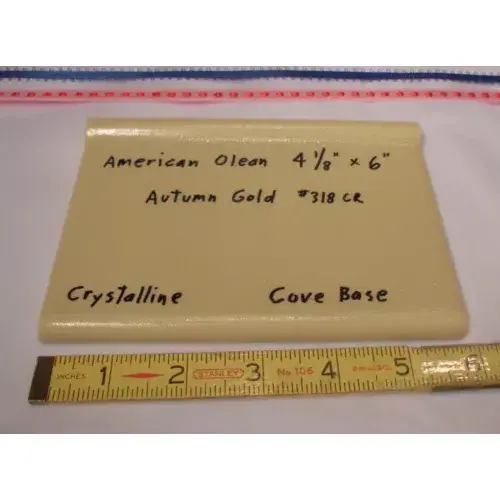 American Olean 4 1/8" x 6"
Autumn Gold #318 CR
Crystalline Cove Base
INCHES 1 2 STANLEY 3 No 106 4 5 6